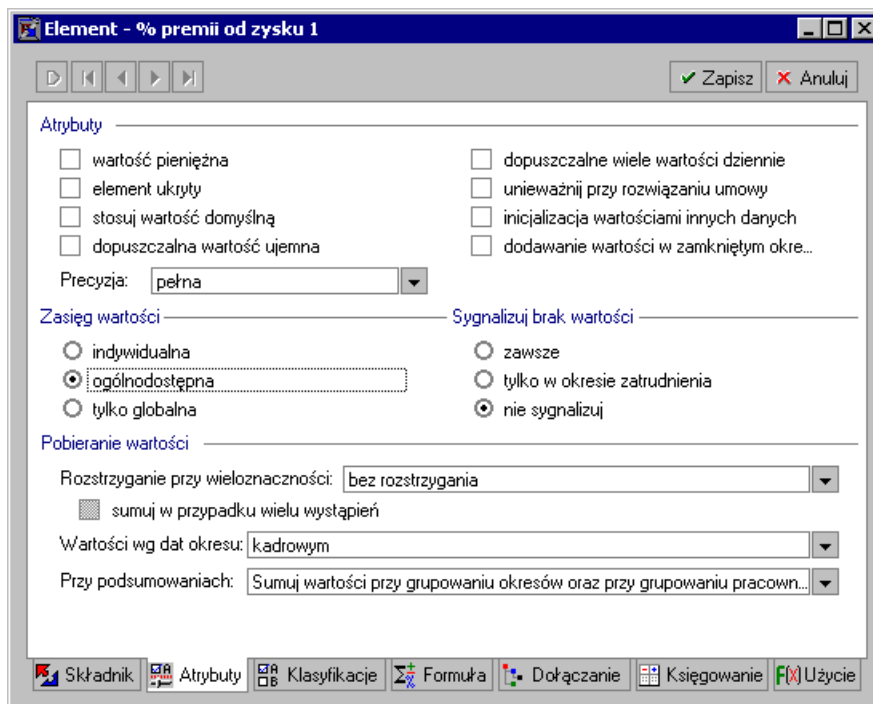 Element - % premii od zysku 1
Zapisz Anuluj
Atrybuty
wartość pieniężna
dopuszczalne wiele wartości dziennie
element ukryty
unieważnij przy rozwiązaniu umowy
stosuj wartość domyślną
inicjalizacja wartościami innych danych
dopuszczalna wartość ujemna
dodawanie wartości w zamkniętym okre...
Precyzja: pełna
Zasięg wartości
Sygnalizuj brak wartości
indywidualna
zawsze
ogólnodostępna
tylko w okresie zatrudnienia
tylko globalna
nie sygnalizuj
Pobieranie wartości
Rozstrzyganie przy wieloznaczności: bez rozstrzygania
sumuj w przypadku wielu wystąpień
Wartości wg dat okresu: kadrowym
Przy podsumowaniach: Sumuj wartości przy grupowaniu okresów oraz przy grupowaniu pracown...
Składnik Atrybuty Klasyfikacje Formuła Dołączanie Księgowanie F(X) Użycie